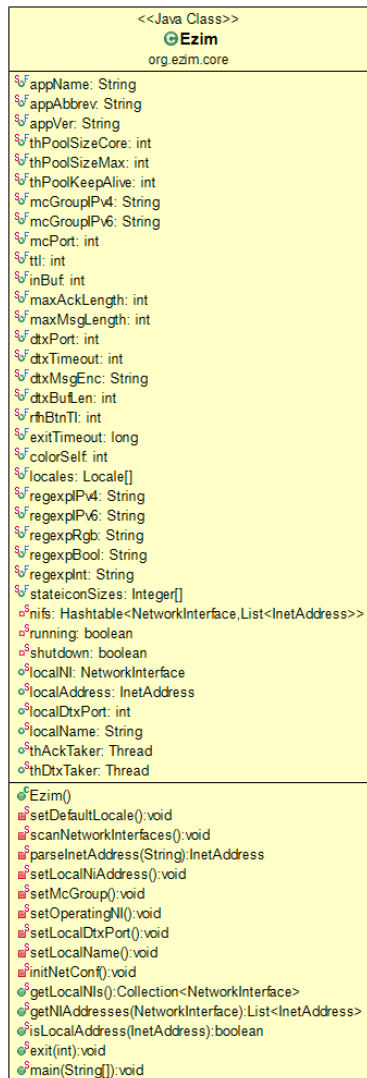 <<Java Class>>
Ezim
org.ezim.core
appName: String
appAbbrev: String
appVer: String
thPoolSizeCore: int
thPoolSizeMax: int
thPoolKeepAlive: int
mcGroupIPv4: String
mcGroupIPv6: String
mcPort: int
ttl: int
inBuf: int
maxAckLength: int
maxMsgLength: int
dtxPort: int
dtxTimeout: int
dtxMsgEnc: String
dtxBufLen: int
rfhBtnTI: int
exitTimeout: long
colorSelf: int
locales: Locale[]
regexpIPv4: String
regexpIPv6: String
regexpRgb: String
regexpBool: String
regexpInt: String
stateiconSizes: Integer[]
nifs: Hashtable<NetworkInterface,List<InetAddress>>
running: boolean
shutdown: boolean
localNI: NetworkInterface
localAddress: InetAddress
localDtxPort: int
localName: String
thAckTaker: Thread
thDtxTaker: Thread
Ezim()
setDefaultLocale():void
scanNetworkInterfaces():void
parseInetAddress(String):InetAddress
setLocalNiAddress():void
setMcGroup():void
setOperatingNI():void
setLocalDtxPort():void
setLocalName():void
initNetConf():void
getLocalNIs():Collection<NetworkInterface>
getNIAddresses(NetworkInterface):List<InetAddress>
isLocalAddress(InetAddress):boolean
exit(int):void
main(String[]):void